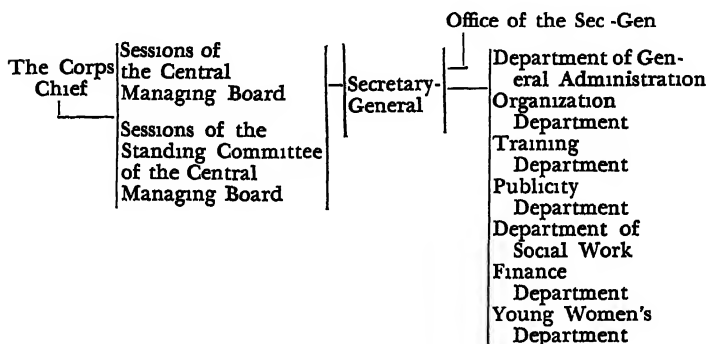 Office of the Sec -Gen
The Corps
Chief
Sessions of
the Central
Managing Board
Sessions of the
Standing Committee
of the Central
Managing Board
Secretary-
General
Department of Gen-
eral Administration
Organization
Department
Training
Department
Publicity
Department
Department of
Social Work
Finance
Department
Young Women's
Department